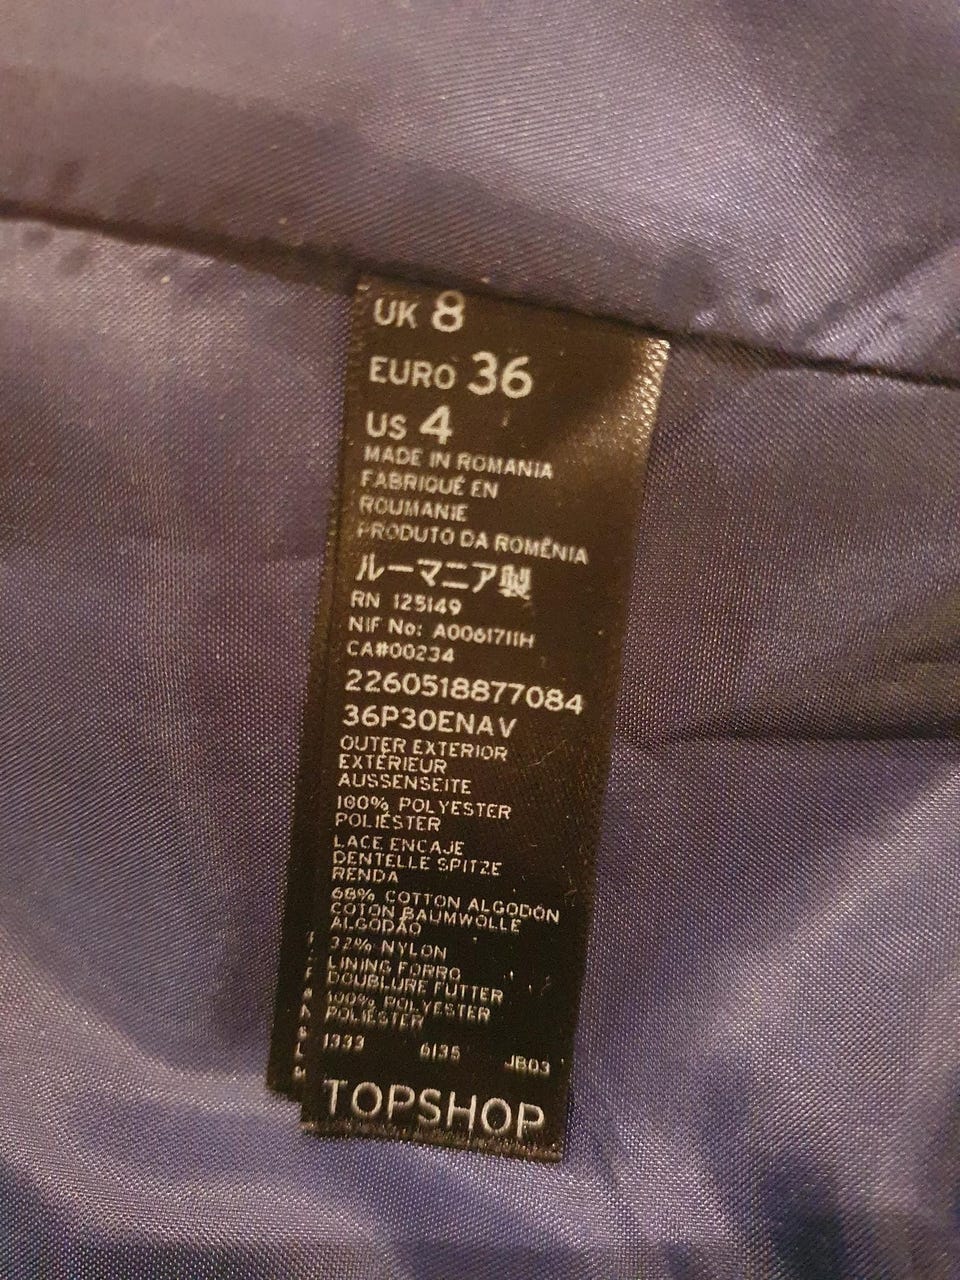 UK 8
EURO 36
US 4
MADE IN ROMANIA
FABRIQUÉ EN
ROUMANIE
PRODUTO DA ROMÊNIA
ルーマニア製
RN 125149
NIF No: A0061711H
CA#00234
2260518877084
36P30ENAV
OUTER EXTERIOR
EXTÉRIEUR
AUSSENSEITE
100% POLYESTER
POLIÉSTER
LACE ENCAJE
DENTELLE SPITZE
RENDA
68% COTTON ALGODÓN
COTON BAUMWOLLE
ALGODÃO
32% NYLON
LINING FORRO
DOUBLURE FUTTER
100% POLYESTER
POLIÉSTER
1333 6135 JB03
TOPSHOP